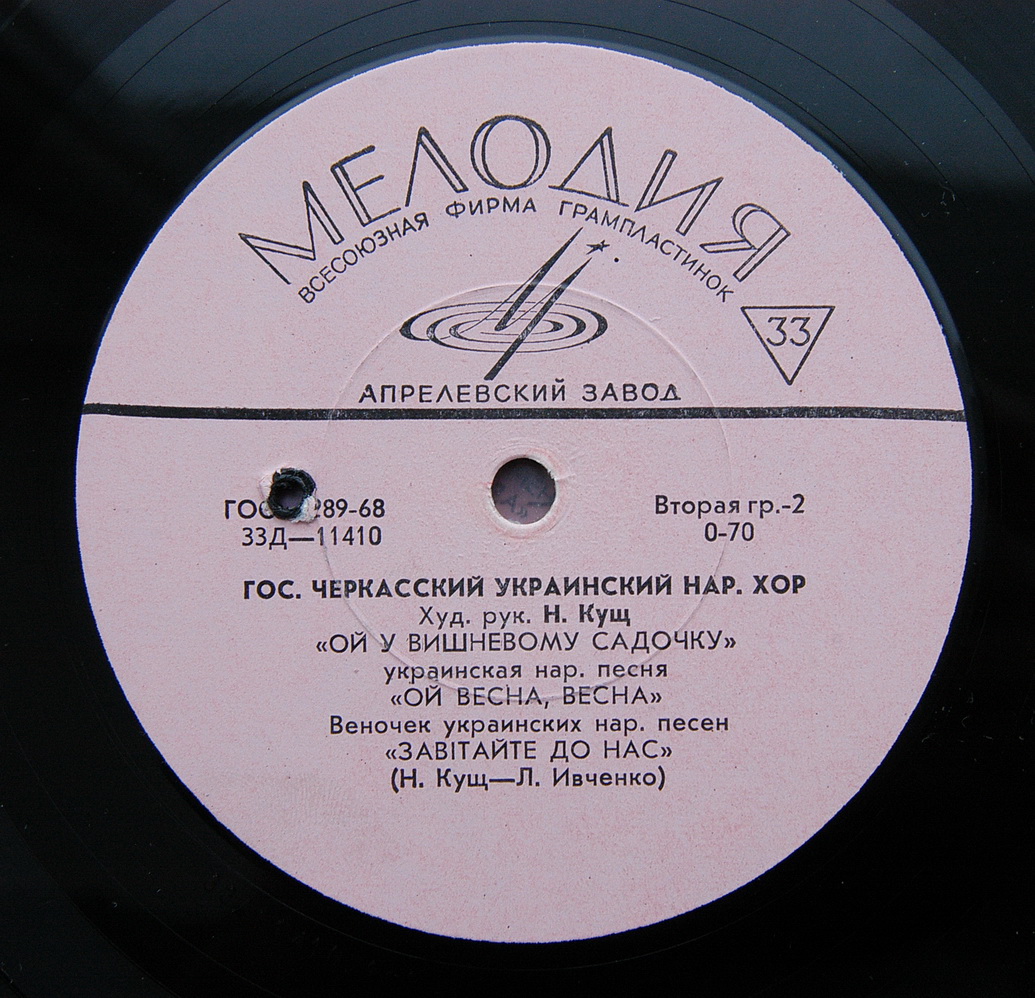 МЕЛОДИЯ
ВСЕСОЮЗНАЯ ФИРМА ГРАМПЛАСТИНОК
33
АПРЕЛЕВСКИЙ ЗАВОД
289-68
Вторая гр.-2
33Д—11410
0-70
ГОС. ЧЕРКАССКИЙ УКРАИНСКИЙ НАР. ХОР
Худ. рук. Н. Кущ
«ОЙ У ВИШНЕВОМУ САДОЧКУ»
украинская нар. песня
«ОЙ ВЕСНА, ВЕСНА»
Веночек украинских нар. песен
«ЗАВІТАЙТЕ ДО НАС»
(Н. Кущ—Л. Ивченко)